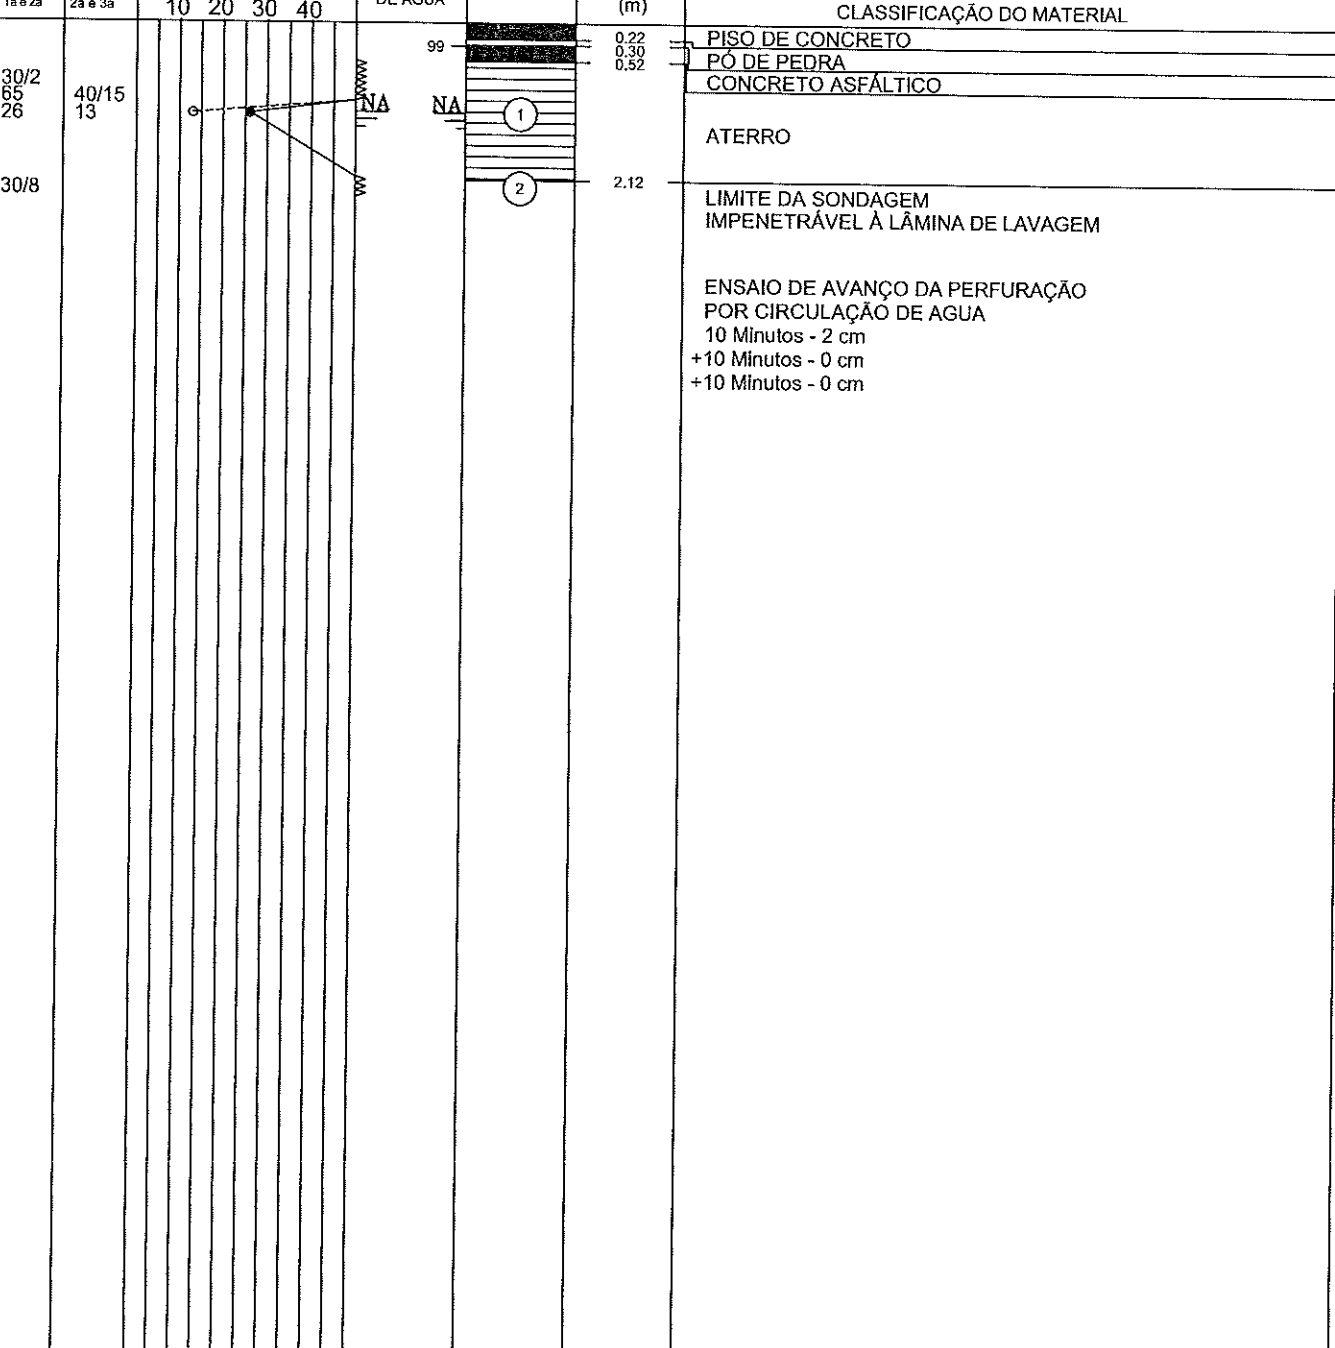 1a e 2a 2a e 3a 10 20 30 40 DE AGUA (m) CLASSIFICAÇÃO DO MATERIAL
99 0.22 PISO DE CONCRETO
0.30
0.52 PÓ DE PEDRA
30/2 CONCRETO ASFÁLTICO
65 40/15
26 13 NA NA 1
ATERRO
30/8 2 2.12
LIMITE DA SONDAGEM
IMPENETRÁVEL À LÂMINA DE LAVAGEM
ENSAIO DE AVANÇO DA PERFURAÇÃO
POR CIRCULAÇÃO DE AGUA
10 Minutos - 2 cm
+10 Minutos - 0 cm
+10 Minutos - 0 cm